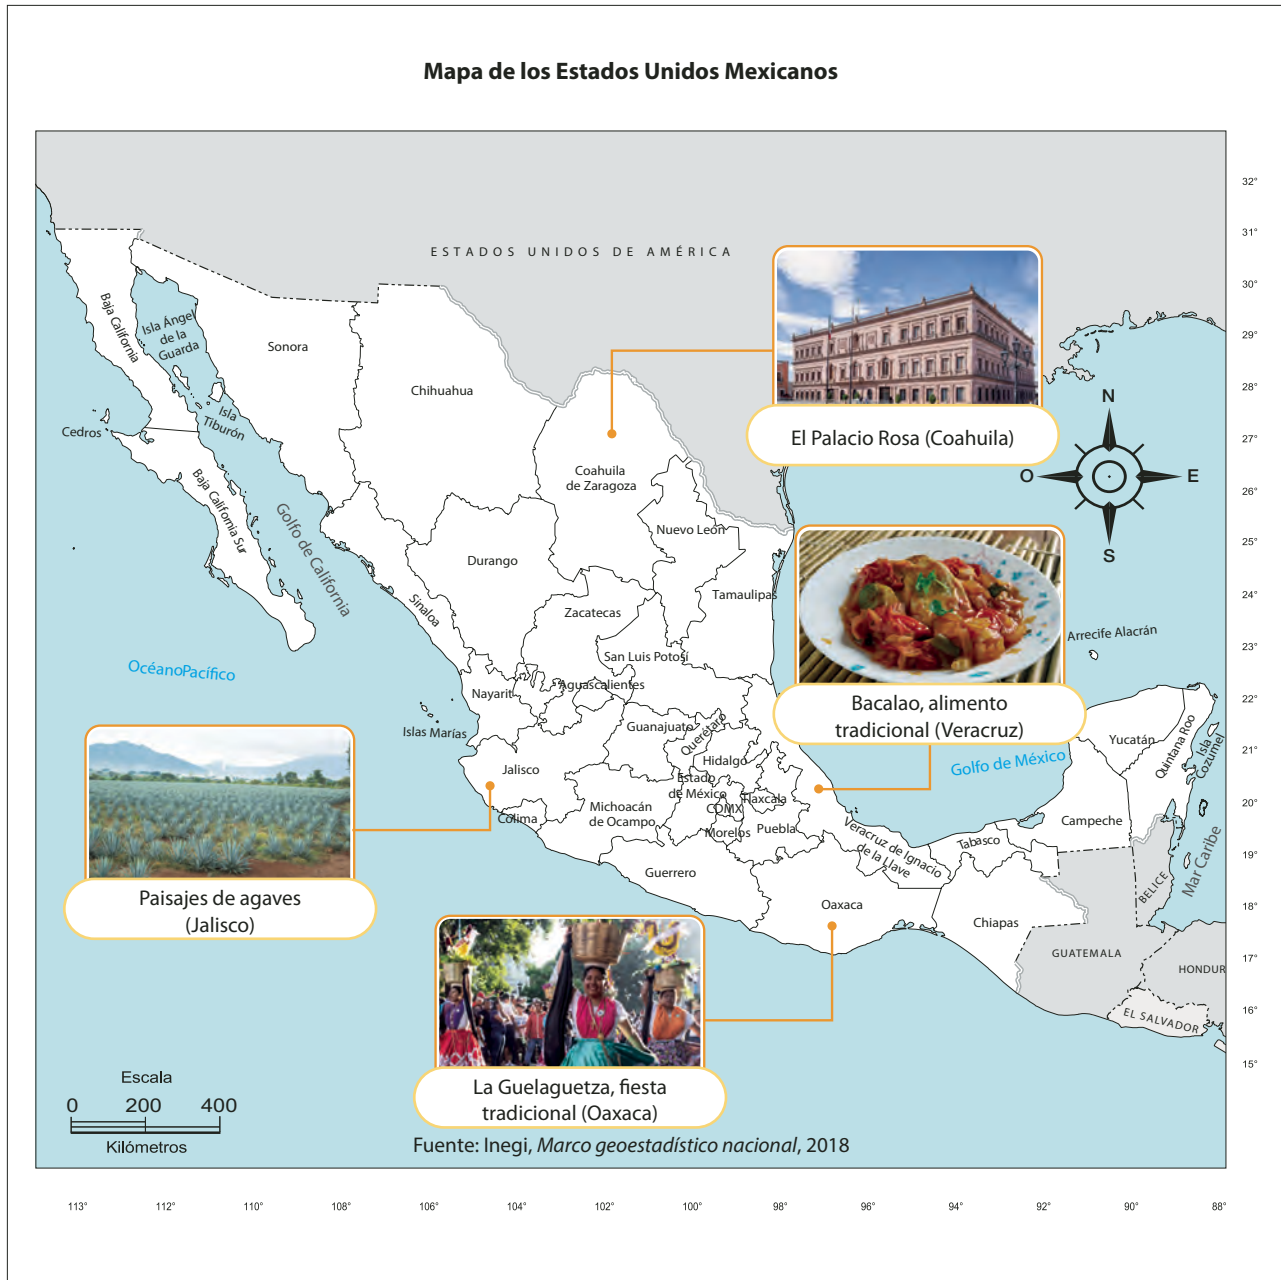 Mapa de los Estados Unidos Mexicanos
ESTADOS UNIDOS DE AMÉRICA
El Palacio Rosa (Coahuila)
N
O
E
S
Baja California
Isla Ángel
de la
Guarda
Sonora
Chihuahua
Isla
Tiburón
Cedros
Baja California Sur
Golfo de California
Coahuila
de Zaragoza
Nuevo León
Durango
Sinaloa
Tamaulipas
Zacatecas
San Luis Potosí
Bacalao, alimento
tradicional (Veracruz)
Arrecife Alacrán
OcéanoPacífico
Nayarit
Aguascalientes
Islas Marías
Guanajuato
Querétaro
Hidalgo
Jalisco
Estado
de México
Tlaxcala
CDMX
Michoacán
de Ocampo
Colima
Morelos
Puebla
Guerrero
Veracruz de Ignacio
de la Llave
Golfo de México
Yucatán
Quintana Roo
Isla
Cozumel
Campeche
Tabasco
Mar Caribe
BELICE
Oaxaca
Chiapas
GUATEMALA
HONDUR
EL SALVADOR
Paisajes de agaves
(Jalisco)
La Guelaguetza, fiesta
tradicional (Oaxaca)
Escala
0 200 400
Kilómetros
Fuente: Inegi, Marco geoestadístico nacional, 2018
32°
31°
30°
29°
28°
27°
26°
25°
24°
23°
22°
21°
20°
19°
18°
17°
16°
15°
113° 112° 110° 108° 106° 104° 102° 100° 98° 96° 94° 92° 90° 88°